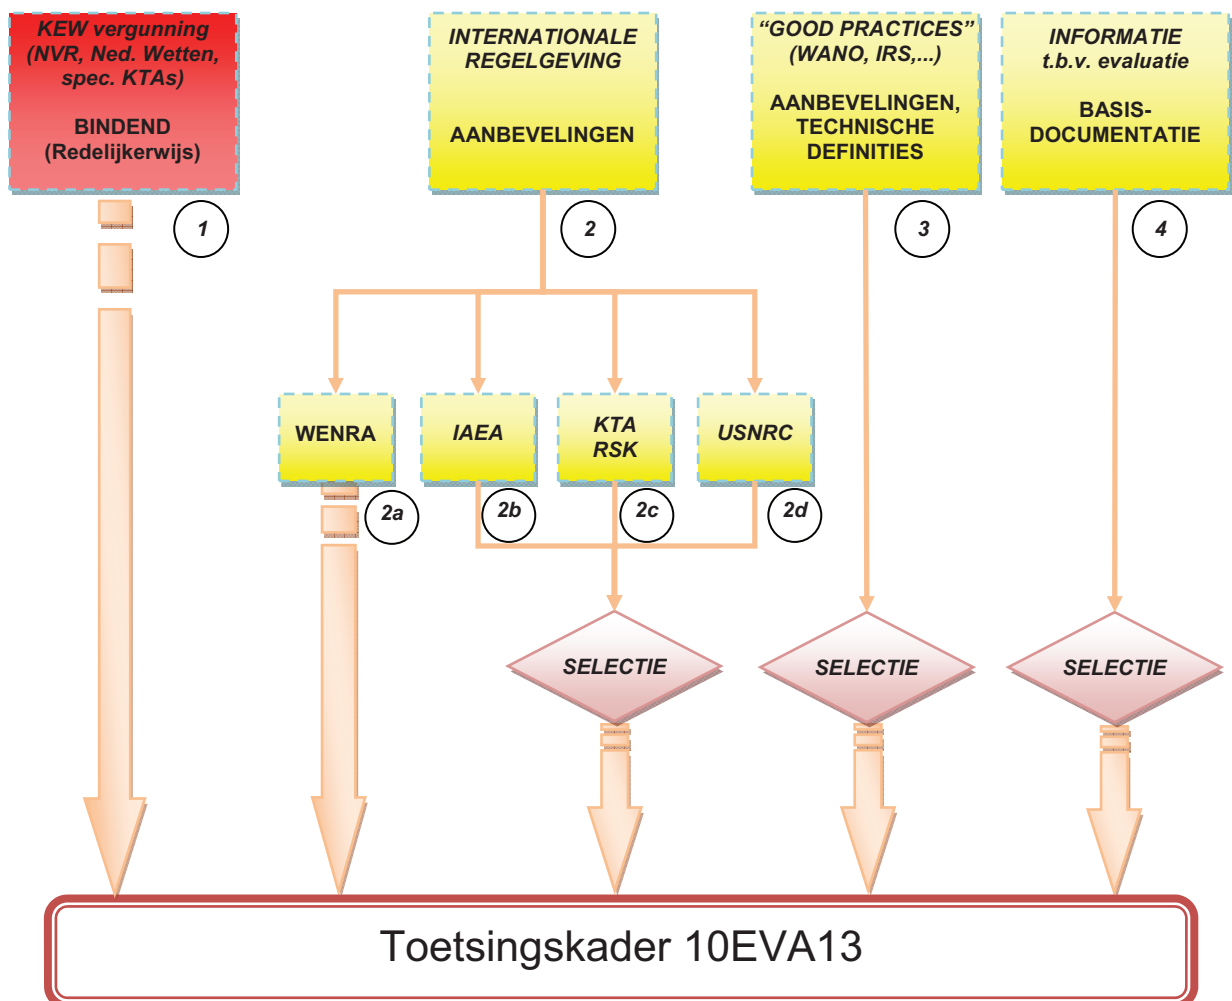 KEW vergunning
(NVR, Ned. Wetten,
spec. KTAs)
BINDEND
(Redelijkerwijs)
1
INTERNATIONALE
REGELGEVING
AANBEVELINGEN
2
“GOOD PRACTICES”
(WANO, IRS,...)
AANBEVELINGEN,
TECHNISCHE
DEFINITIES
3
INFORMATIE
t.b.v. evaluatie
BASIS-
DOCUMENTATIE
4
WENRA
2a
IAEA
2b
KTA
RSK
2c
USNRC
2d
SELECTIE
SELECTIE
SELECTIE
Toetsingskader 10EVA13